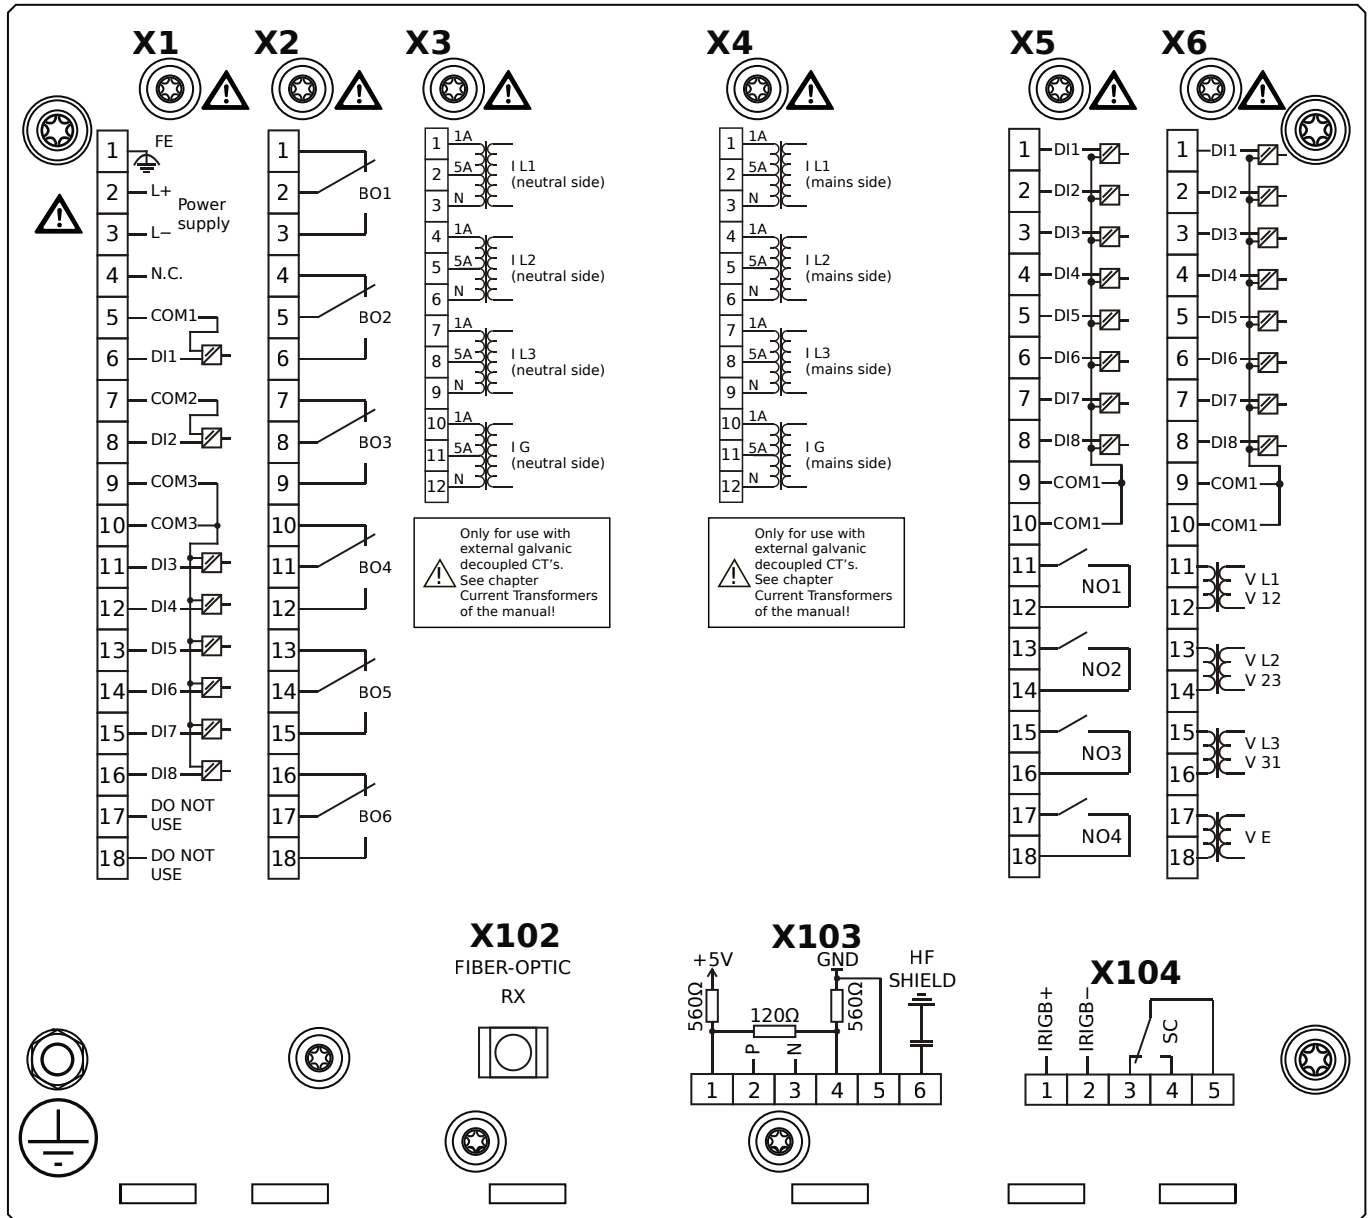 X1
1
FE
2
L+
Power
supply
3
L−
4
N.C.
5
COM1
6
DI1
7
COM2
8
DI2
9
COM3
10
COM3
11
DI3
12
DI4
13
DI5
14
DI6
15
DI7
16
DI8
17
DO NOT
USE
18
DO NOT
USE
X2
1
2
BO1
3
4
5
BO2
6
7
8
BO3
9
10
11
BO4
12
13
14
BO5
15
16
17
BO6
18
X3
1
1A
2
5A
I L1
(neutral side)
3
N
4
1A
5
5A
I L2
(neutral side)
6
N
7
1A
8
5A
I L3
(neutral side)
9
N
10
1A
11
5A
I G
(neutral side)
12
N
Only for use with
external galvanic
decoupled CT's.
See chapter
Current Transformers
of the manual!
X4
1
1A
2
5A
I L1
(mains side)
3
N
4
1A
5
5A
I L2
(mains side)
6
N
7
1A
8
5A
I L3
(mains side)
9
N
10
1A
11
5A
I G
(mains side)
12
N
Only for use with
external galvanic
decoupled CT's.
See chapter
Current Transformers
of the manual!
X5
1
DI1
2
DI2
3
DI3
4
DI4
5
DI5
6
DI6
7
DI7
8
DI8
9
COM1
10
COM1
11
NO1
12
13
NO2
14
15
NO3
16
17
NO4
18
X6
1
DI1
2
DI2
3
DI3
4
DI4
5
DI5
6
DI6
7
DI7
8
DI8
9
COM1
10
COM1
11
V L1
V 12
12
13
V L2
V 23
14
15
V L3
V 31
16
17
V E
18
X102
FIBER-OPTIC
RX
X103
+5V
GND
HF
SHIELD
560Ω
120Ω
560Ω
P
N
1 2 3 4 5 6
X104
IRIGB+
IRIGB−
SC
1 2 3 4 5